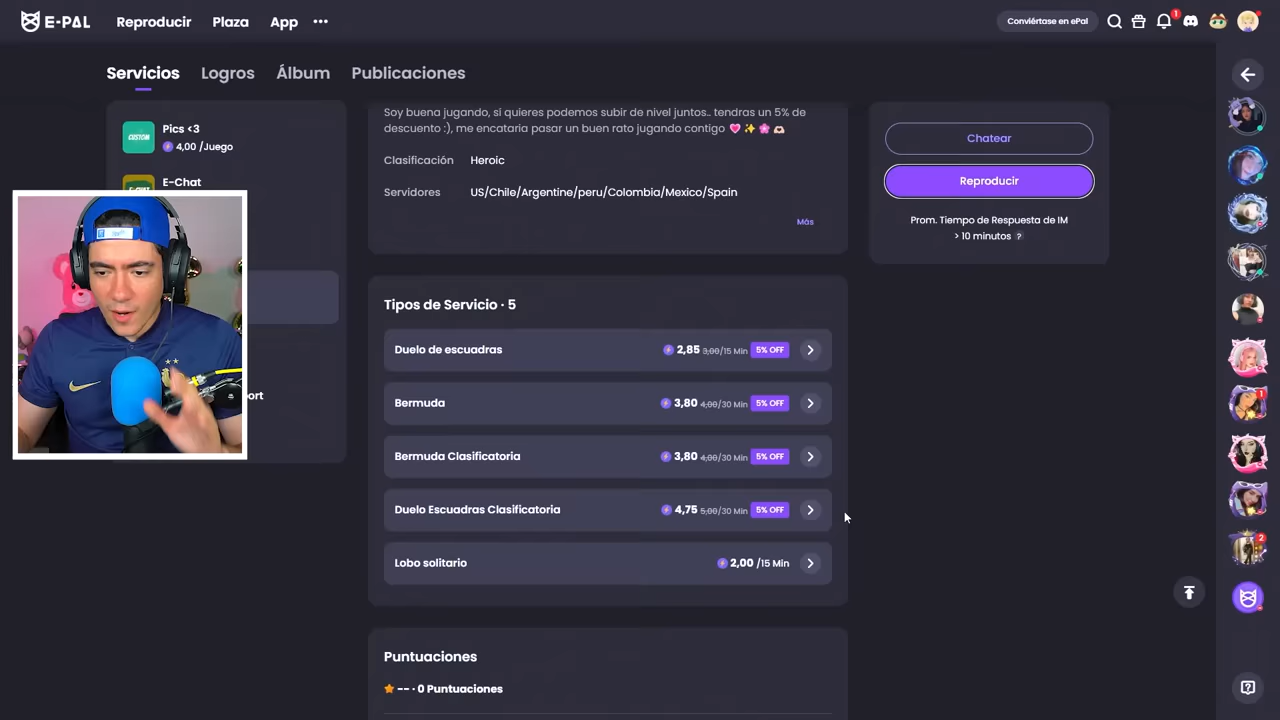 E-PAL
Reproducir
Plaza
App
Conviértase en ePal
1
Servicios
Logros
Álbum
Publicaciones
CUSTOM
Pics <3
4,00 /Juego
E-Chat
ort
Soy buena jugando, si quieres podemos subir de nivel juntos.. tendras un 5% de
descuento :), me encataria pasar un buen rato jugando contigo 💗 ✨ 🌸 🫶🏻
Clasificación Heroic
Servidores US/Chile/Argentine/peru/Colombia/Mexico/Spain
Más
Tipos de Servicio · 5
Duelo de escuadras 2,85 3,00/15 Min 5% OFF
Bermuda 3,80 4,00/30 Min 5% OFF
Bermuda Clasificatoria 3,80 4,00/30 Min 5% OFF
Duelo Escuadras Clasificatoria 4,75 5,00/30 Min 5% OFF
Lobo solitario 2,00 /15 Min
Puntuaciones
-- · 0 Puntuaciones
Chatear
Reproducir
Prom. Tiempo de Respuesta de IM
> 10 minutos ?
1
2